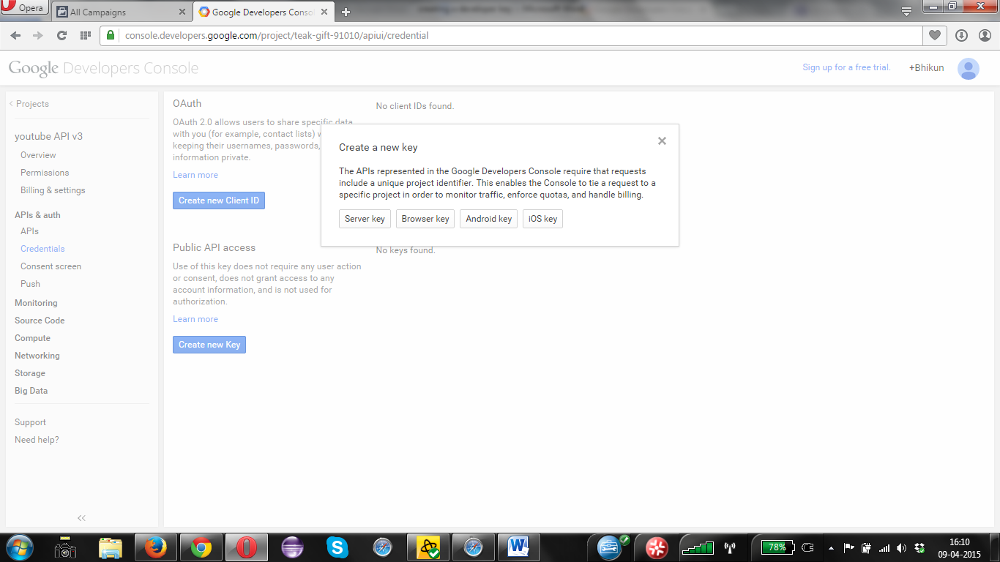 Opera
All Campaigns
Google Developers Conso
console.developers.google.com/project/teak-gift-91010/apiui/credential
Google Developers Console
Sign up for a free trial.
+Bhikun
Projects
youtube API v3
Overview
Permissions
Billing & settings
APIs & auth
APIs
Credentials
Consent screen
Push
Monitoring
Source Code
Compute
Networking
Storage
Big Data
Support
Need help?
OAuth
OAuth 2.0 allows users to share specific data
with you (for example, contact lists) w
keeping their usernames, passwords,
information private.
Learn more
Create new Client ID
No client IDs found.
Public API access
Use of this key does not require any user action
or consent, does not grant access to any
account information, and is not used for
authorization.
Learn more
Create new Key
No keys found.
Create a new key
The APIs represented in the Google Developers Console require that requests
include a unique project identifier. This enables the Console to tie a request to a
specific project in order to monitor traffic, enforce quotas, and handle billing.
Server key
Browser key
Android key
iOS key
78%
16:10
09-04-2015